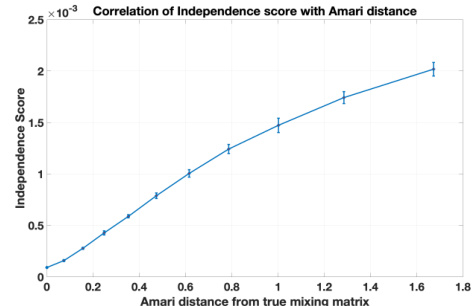 Correlation of Independence score with Amari distance
×10⁻³
2.5
2
1.5
1
0.5
0
Independence Score
0 0.2 0.4 0.6 0.8 1 1.2 1.4 1.6 1.8
Amari distance from true mixing matrix